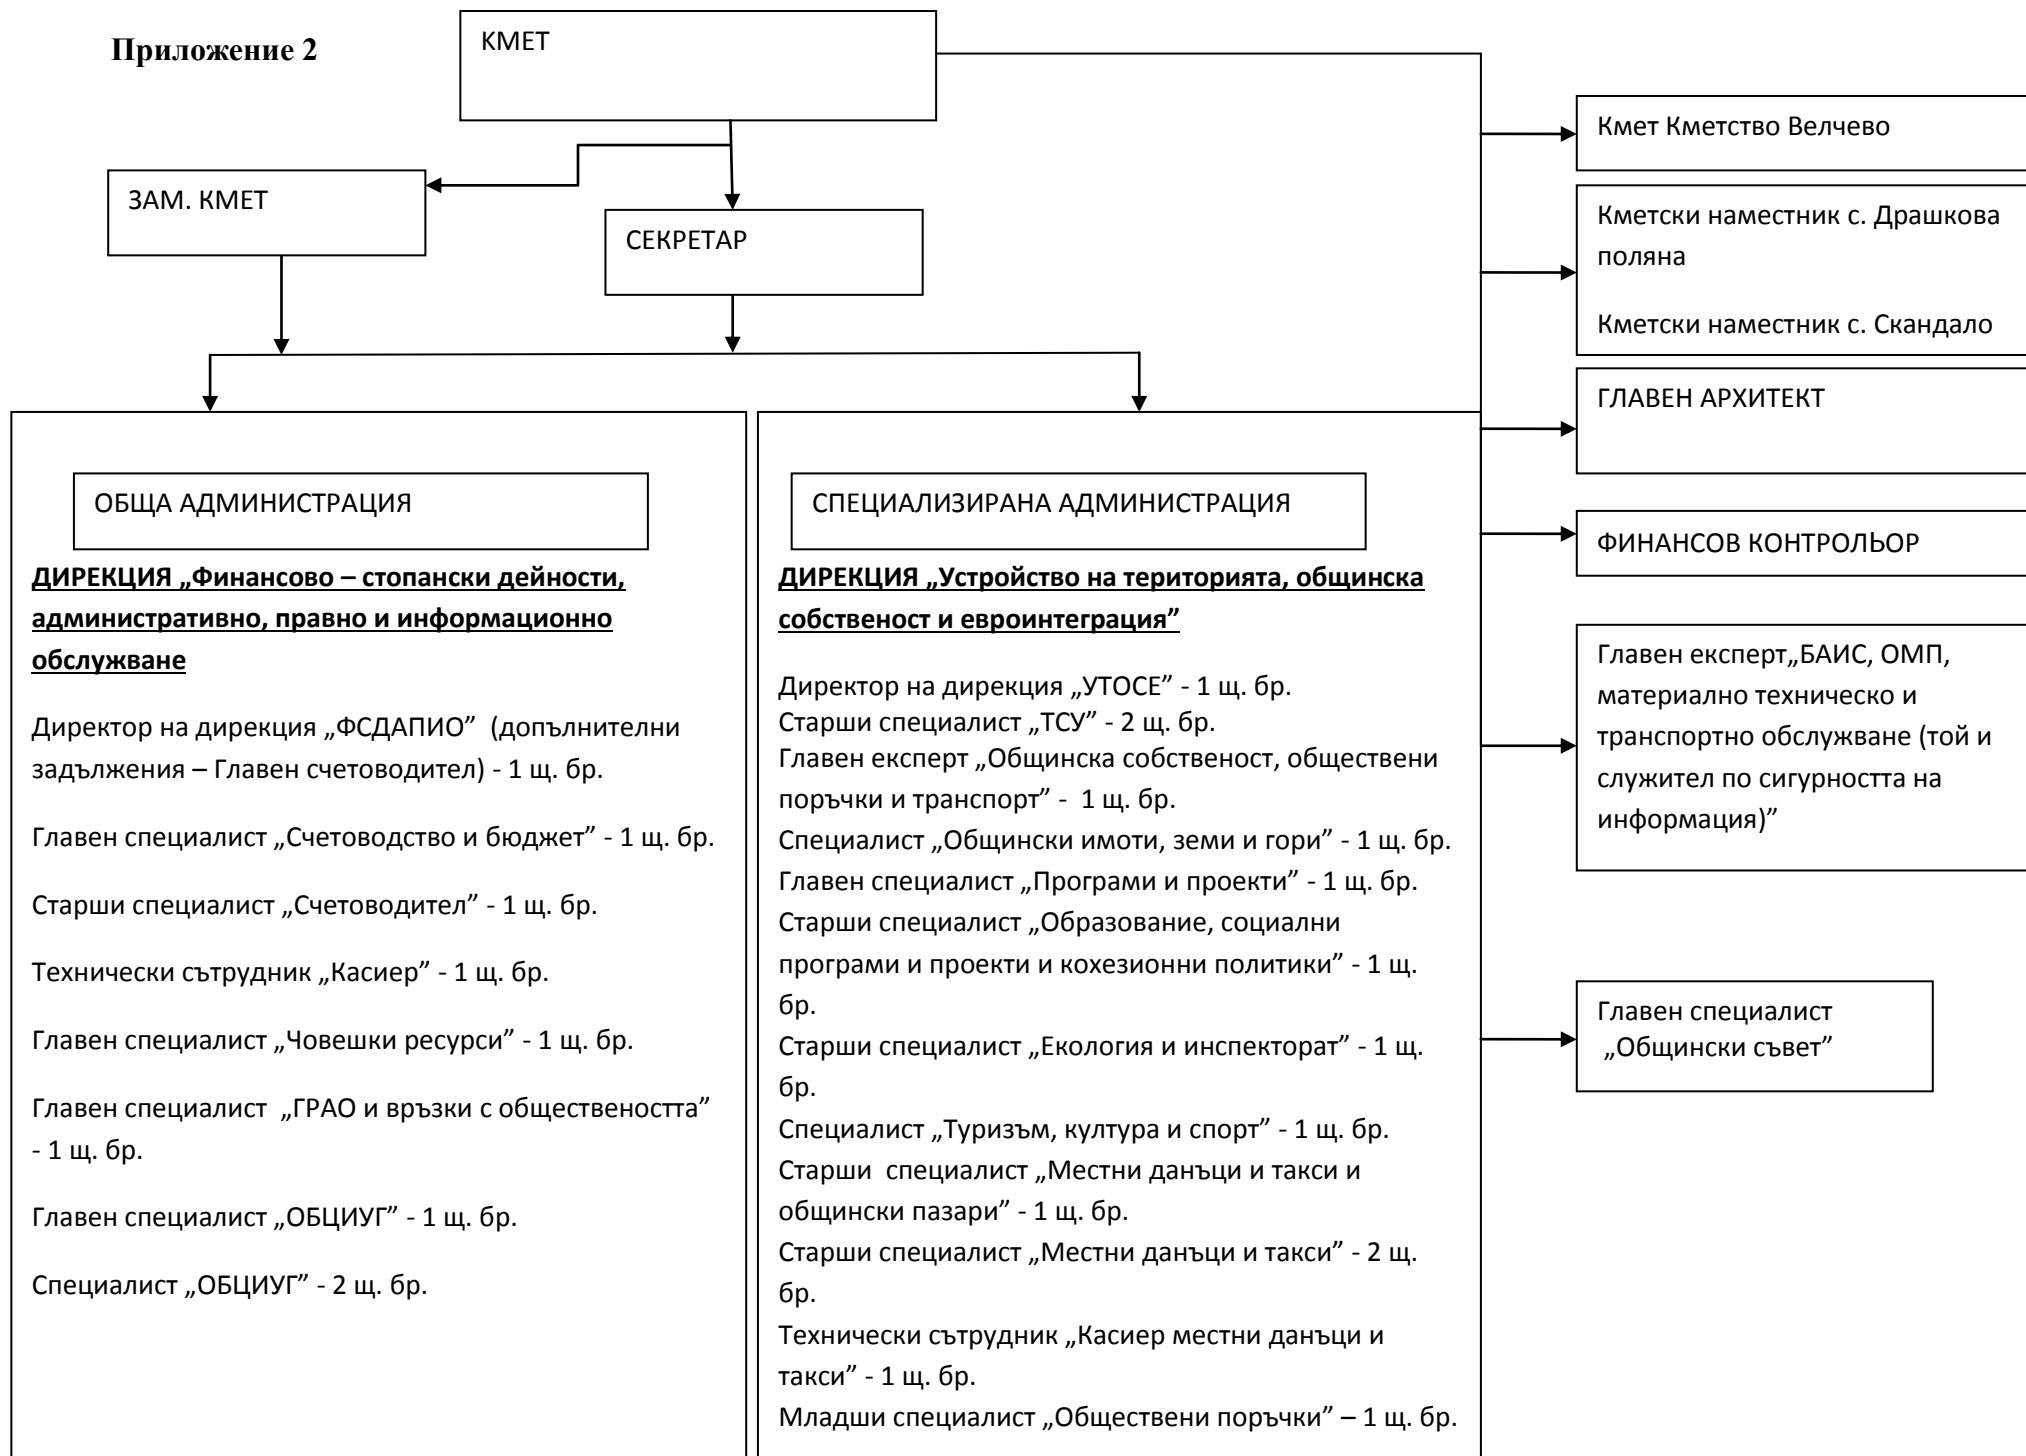 Приложение 2
КМЕТ
ЗАМ. КМЕТ
СЕКРЕТАР
Кмет Кметство Велчево
Кметски наместник с. Драшкова
поляна
Кметски наместник с. Скандало
ГЛАВЕН АРХИТЕКТ
ФИНАНСОВ КОНТРОЛЬОР
Главен експерт„БАИС, ОМП,
материално техническо и
транспортно обслужване (той и
служител по сигурността на
информация)”
Главен специалист
„Общински съвет”
ОБЩА АДМИНИСТРАЦИЯ
ДИРЕКЦИЯ „Финансово – стопански дейности,
административно, правно и информационно
обслужване
Директор на дирекция „ФСДАПИО” (допълнителни
задължения – Главен счетоводител) - 1 щ. бр.
Главен специалист „Счетоводство и бюджет” - 1 щ. бр.
Старши специалист „Счетоводител” - 1 щ. бр.
Технически сътрудник „Касиер” - 1 щ. бр.
Главен специалист „Човешки ресурси” - 1 щ. бр.
Главен специалист „ГРАО и връзки с обществеността”
- 1 щ. бр.
Главен специалист „ОБЦИУГ” - 1 щ. бр.
Специалист „ОБЦИУГ” - 2 щ. бр.
СПЕЦИАЛИЗИРАНА АДМИНИСТРАЦИЯ
ДИРЕКЦИЯ „Устройство на територията, общинска
собственост и евроинтеграция”
Директор на дирекция „УТОСЕ” - 1 щ. бр.
Старши специалист „ТСУ” - 2 щ. бр.
Главен експерт „Общинска собственост, обществени
поръчки и транспорт” - 1 щ. бр.
Специалист „Общински имоти, земи и гори” - 1 щ. бр.
Главен специалист „Програми и проекти” - 1 щ. бр.
Старши специалист „Образование, социални
програми и проекти и кохезионни политики” - 1 щ.
бр.
Старши специалист „Екология и инспекторат” - 1 щ.
бр.
Специалист „Туризъм, култура и спорт” - 1 щ. бр.
Старши специалист „Местни данъци и такси и
общински пазари” - 1 щ. бр.
Старши специалист „Местни данъци и такси” - 2 щ.
бр.
Технически сътрудник „Касиер местни данъци и
такси” - 1 щ. бр.
Младши специалист „Обществени поръчки” – 1 щ. бр.